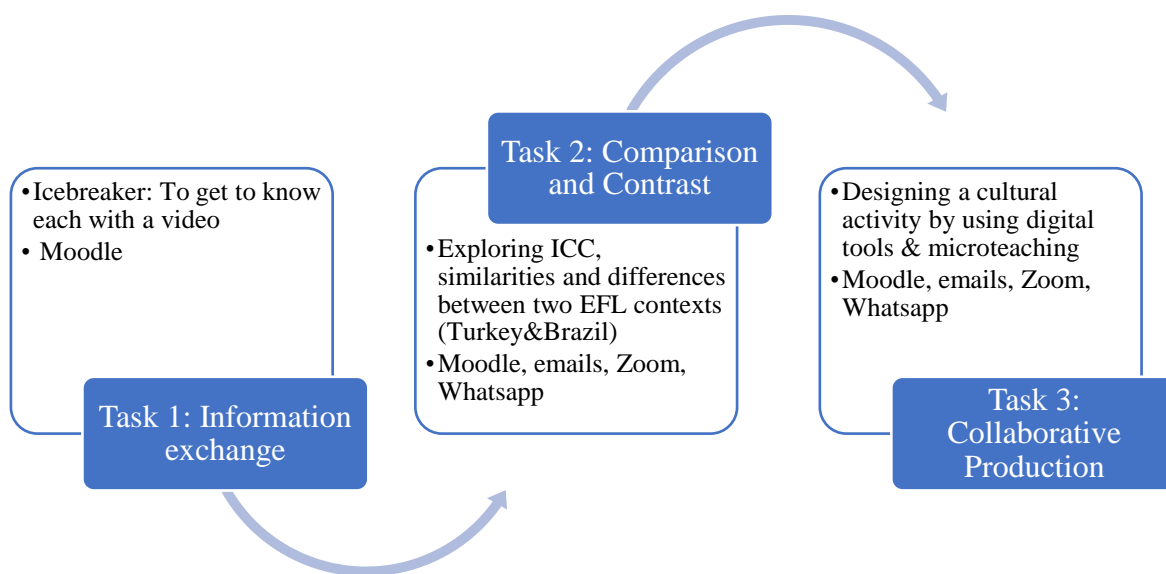 •Icebreaker: To get to know
each with a video
• Moodle
Task 1: Information
exchange
Task 2: Comparison
and Contrast
•Exploring ICC,
similarities and differences
between two EFL contexts
(Turkey&Brazil)
•Moodle, emails, Zoom,
Whatsapp
•Designing a cultural
activity by using digital
tools & microteaching
•Moodle, emails, Zoom,
Whatsapp
Task 3:
Collaborative
Production